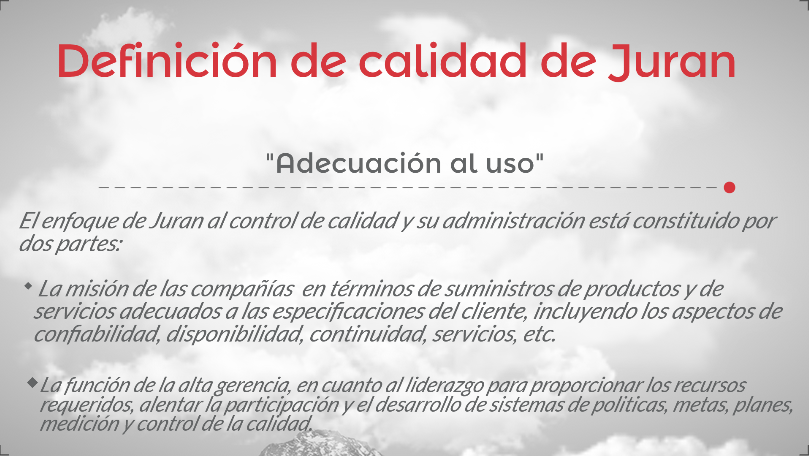 Definición de calidad de Juran
"Adecuación al uso"
El enfoque de Juran al control de calidad y su administración está constituido por
dos partes:
La misión de las compañías en términos de suministros de productos y de
servicios adecuados a las especificaciones del cliente, incluyendo los aspectos de
confiabilidad, disponibilidad, continuidad, servicios, etc.
La función de la alta gerencia, en cuanto al liderazgo para proporcionar los recursos
requeridos, alentar la participación y el desarrollo de sistemas de politicas, metas, planes,
medición y control de la calidad.